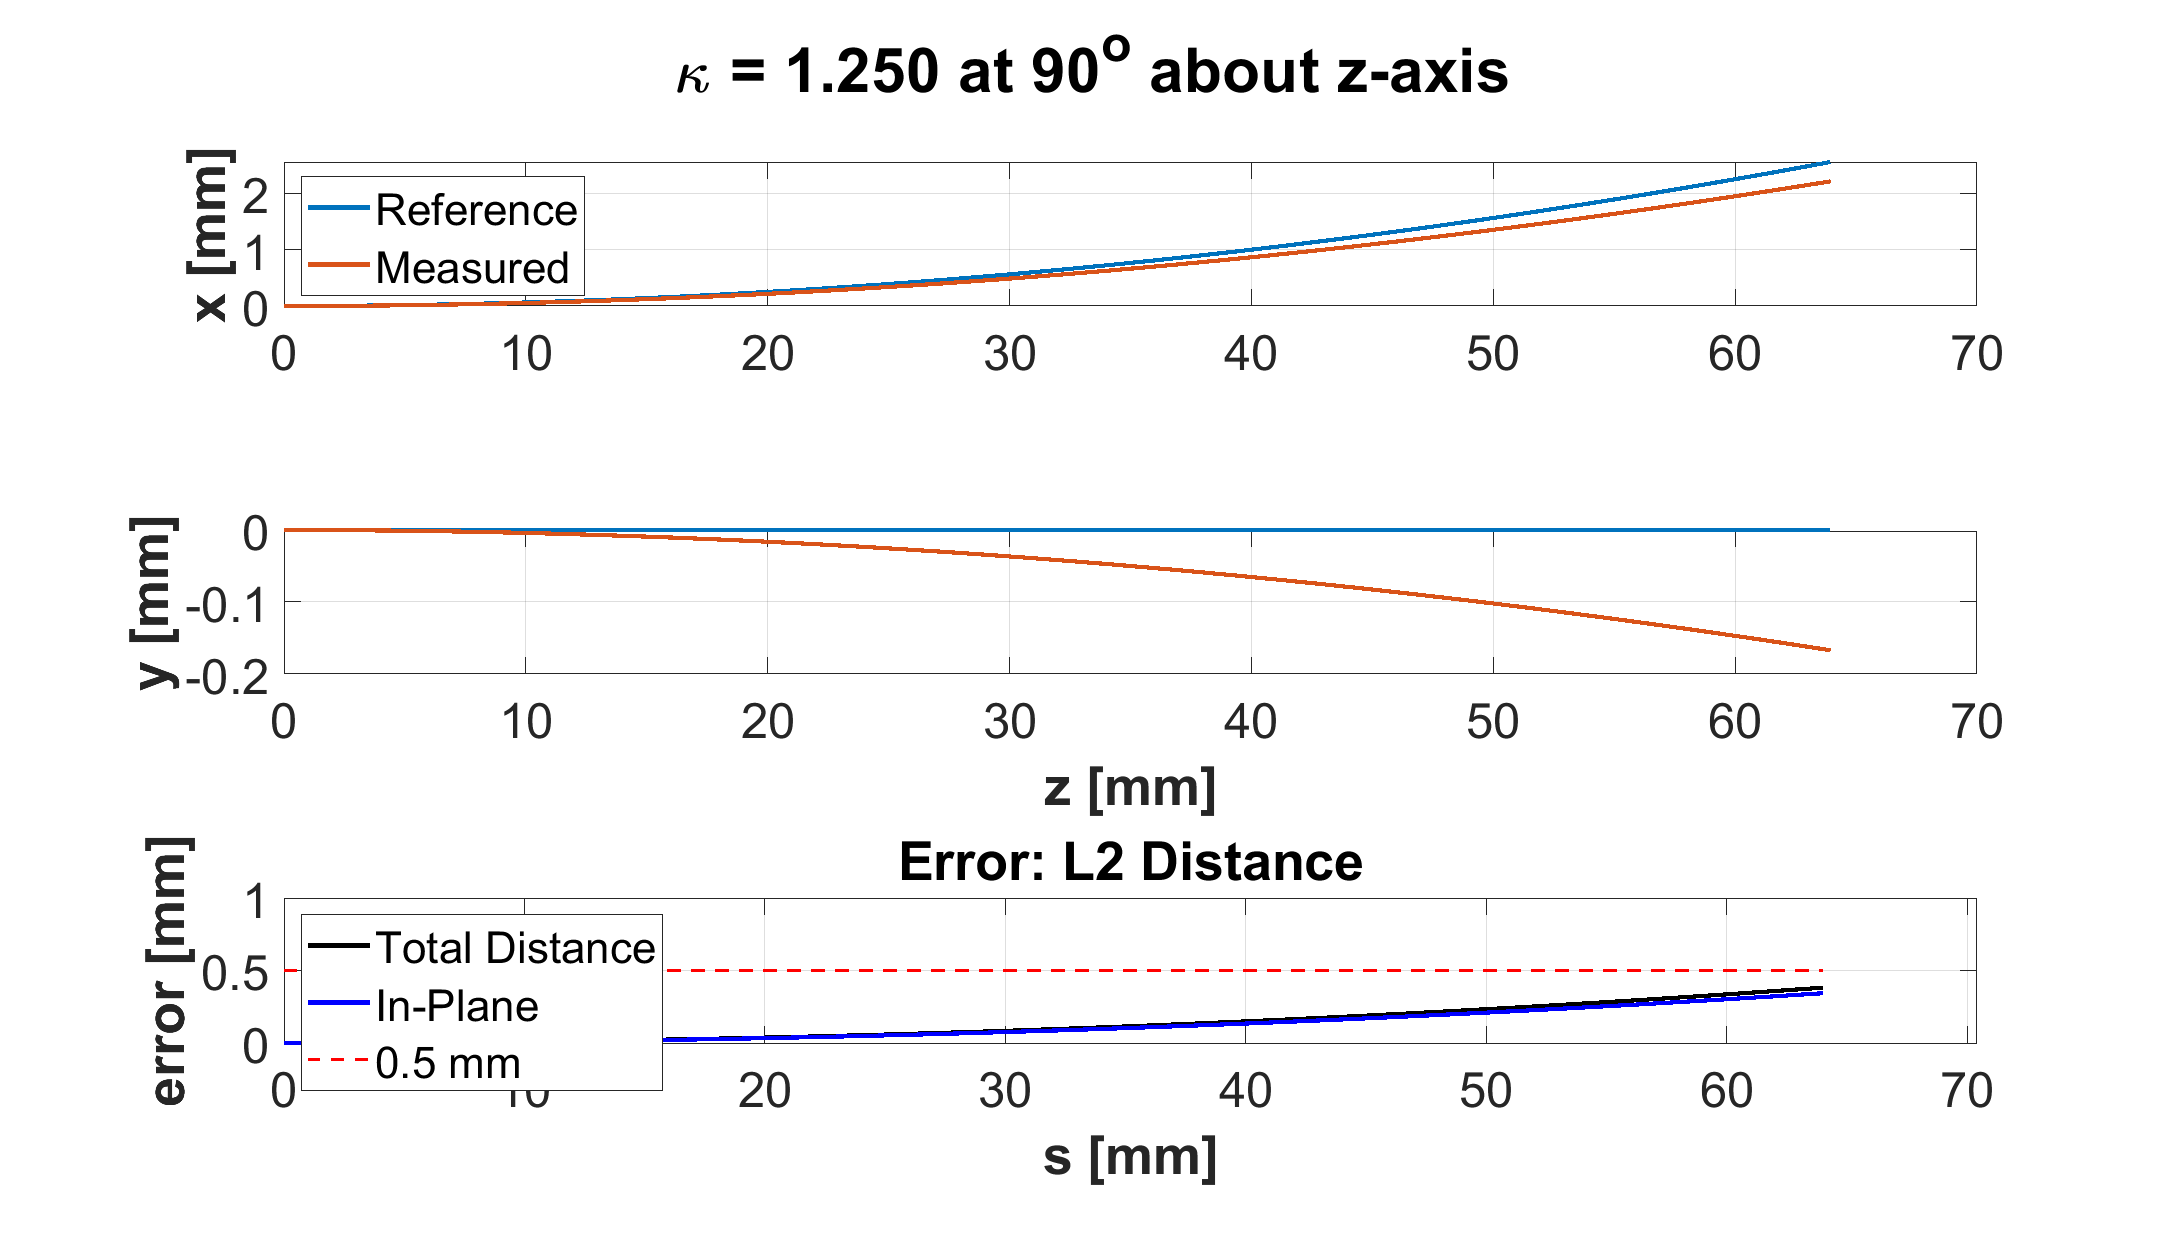 κ = 1.250 at 90° about z-axis
x [mm]
2
1
0
Reference
Measured
0 10 20 30 40 50 60 70
y [mm]
0
-0.1
-0.2
0 10 20 30 40 50 60 70
z [mm]
Error: L2 Distance
error [mm]
1
0.5
0
Total Distance
In-Plane
0.5 mm
0 10 20 30 40 50 60 70
s [mm]